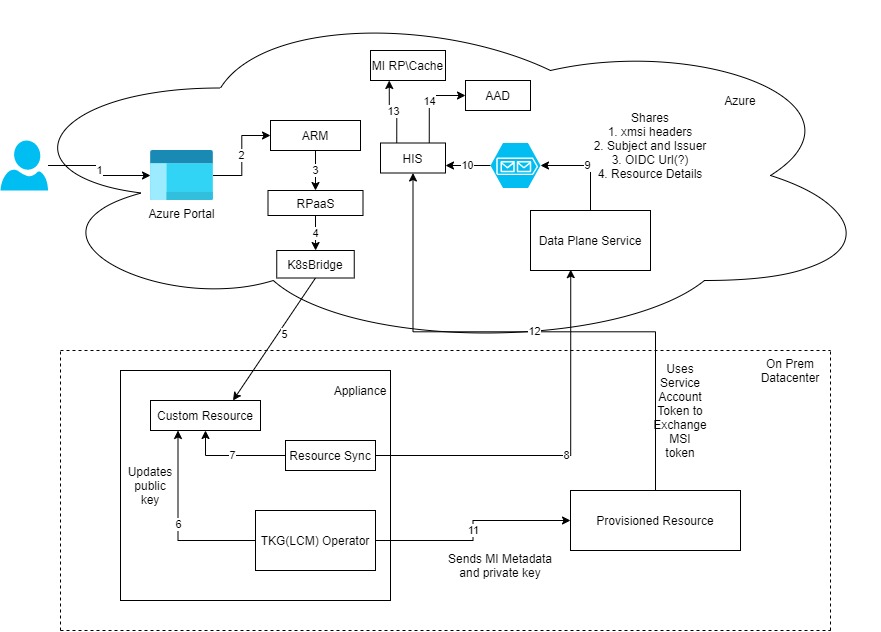 MI RP\Cache
AAD
Azure
13
14
Shares
1. xmsi headers
2. Subject and Issuer
3. OIDC Url(?)
4. Resource Details
ARM
2
HIS
10
9
1
3
RPaaS
Azure Portal
4
Data Plane Service
K8sBridge
5
12
On Prem
Datacenter
Uses
Service
Account
Token to
Exchange
MSI
token
Appliance
Custom Resource
7
Resource Sync
8
Updates
public
key
6
TKG(LCM) Operator
11
Provisioned Resource
Sends MI Metadata
and private key